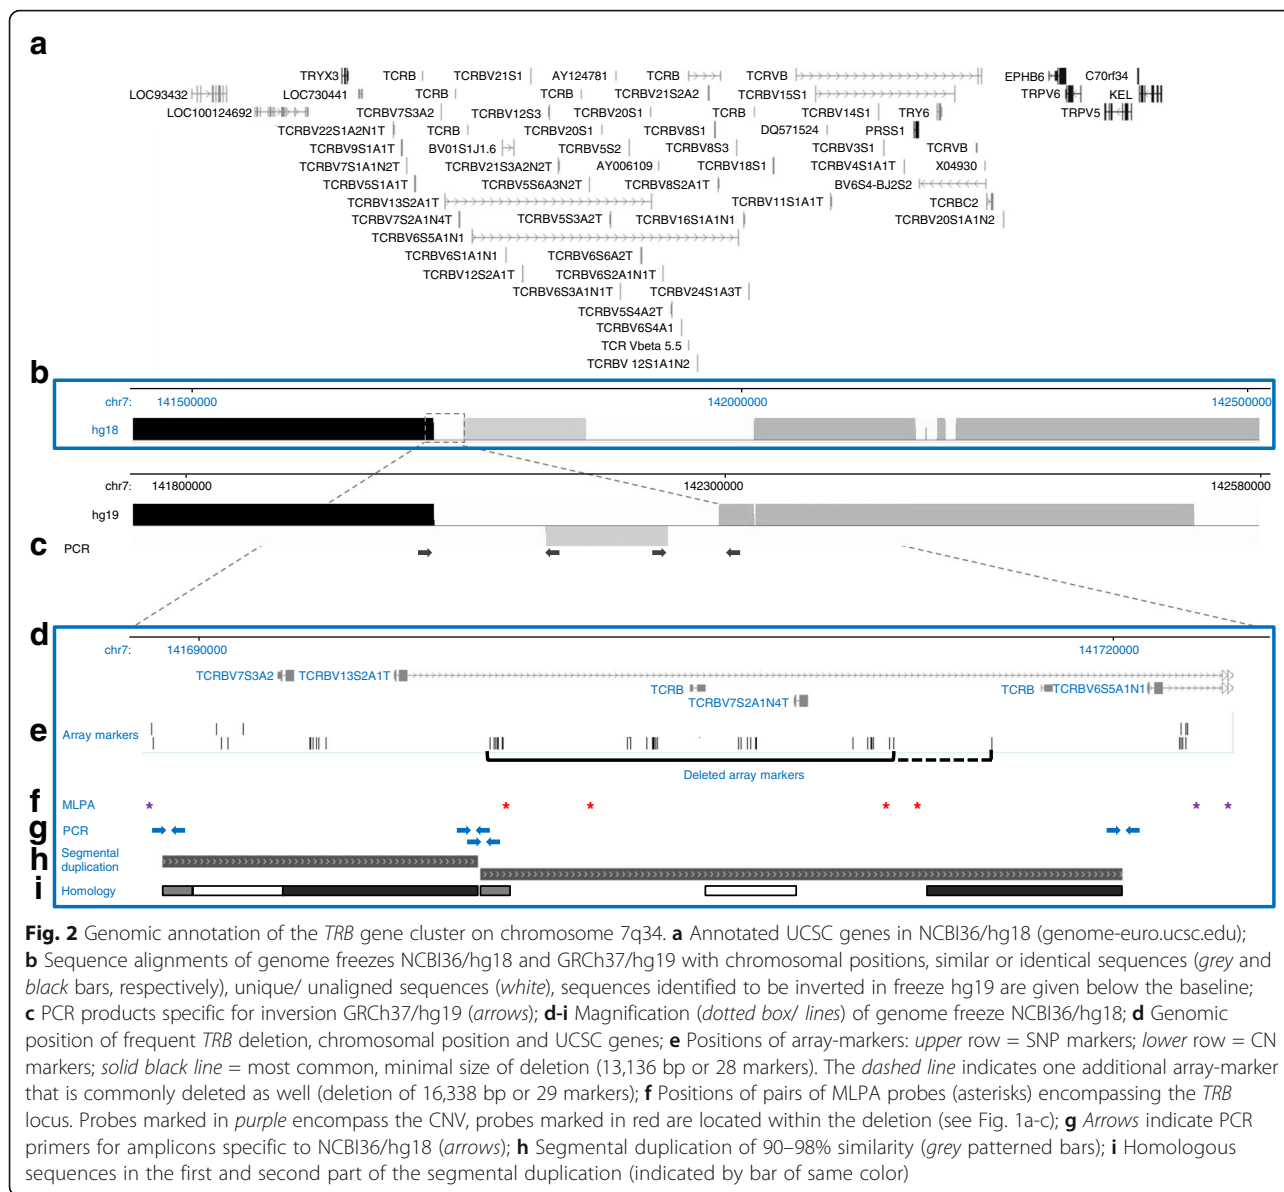 a
TRYX3 TCRB TCRBV21S1 AY124781 TCRB TCRVB EPHB6 C70rf34
LOC93432 LOC730441 TCRB TCRB TCRBV21S2A2 TCRBV15S1 TRPV6 KEL
LOC100124692 TCRBV7S3A2 TCRBV12S3 TCRBV20S1 TCRB TCRBV14S1 TRY6 TRPV5
TCRBV22S1A2N1T TCRB TCRBV20S1 TCRBV8S1 DQ571524 PRSS1
TCRBV9S1A1T BV01S1J1.6 TCRBV5S2 TCRBV8S3 TCRBV3S1 TCRVB
TCRBV7S1A1N2T TCRBV21S3A2N2T AY006109 TCRBV18S1 TCRBV4S1A1T X04930
TCRBV5S1A1T TCRBV5S6A3N2T TCRBV8S2A1T BV6S4-BJ2S2
TCRBV13S2A1T TCRBV11S1A1T TCRBC2
TCRBV7S2A1N4T TCRBV5S3A2T TCRBV16S1A1N1 TCRBV20S1A1N2
TCRBV6S5A1N1
TCRBV6S1A1N1 TCRBV6S6A2T
TCRBV12S2A1T TCRBV6S2A1N1T
TCRBV6S3A1N1T TCRBV24S1A3T
TCRBV5S4A2T
TCRBV6S4A1
TCR Vbeta 5.5
TCRBV 12S1A1N2
b
chr7: 141500000 142000000 142500000
hg18
chr7: 141800000 142300000 142580000
hg19
c PCR
d
chr7: 141690000 141720000
TCRBV7S3A2 TCRBV13S2A1T
TCRB TCRB TCRBV6S5A1N1
TCRBV7S2A1N4T
e Array markers
Deleted array markers
f MLPA * * * * * * *
g PCR
h Segmental
duplication
i Homology
Fig. 2 Genomic annotation of the TRB gene cluster on chromosome 7q34. a Annotated UCSC genes in NCBI36/hg18 (genome-euro.ucsc.edu);
b Sequence alignments of genome freezes NCBI36/hg18 and GRCh37/hg19 with chromosomal positions, similar or identical sequences (grey and
black bars, respectively), unique/ unaligned sequences (white), sequences identified to be inverted in freeze hg19 are given below the baseline;
c PCR products specific for inversion GRCh37/hg19 (arrows); d-i Magnification (dotted box/ lines) of genome freeze NCBI36/hg18; d Genomic
position of frequent TRB deletion, chromosomal position and UCSC genes; e Positions of array-markers: upper row = SNP markers; lower row = CN
markers; solid black line = most common, minimal size of deletion (13,136 bp or 28 markers). The dashed line indicates one additional array-marker
that is commonly deleted as well (deletion of 16,338 bp or 29 markers); f Positions of pairs of MLPA probes (asterisks) encompassing the TRB
locus. Probes marked in purple encompass the CNV, probes marked in red are located within the deletion (see Fig. 1a-c); g Arrows indicate PCR
primers for amplicons specific to NCBI36/hg18 (arrows); h Segmental duplication of 90–98% similarity (grey patterned bars); i Homologous
sequences in the first and second part of the segmental duplication (indicated by bar of same color)